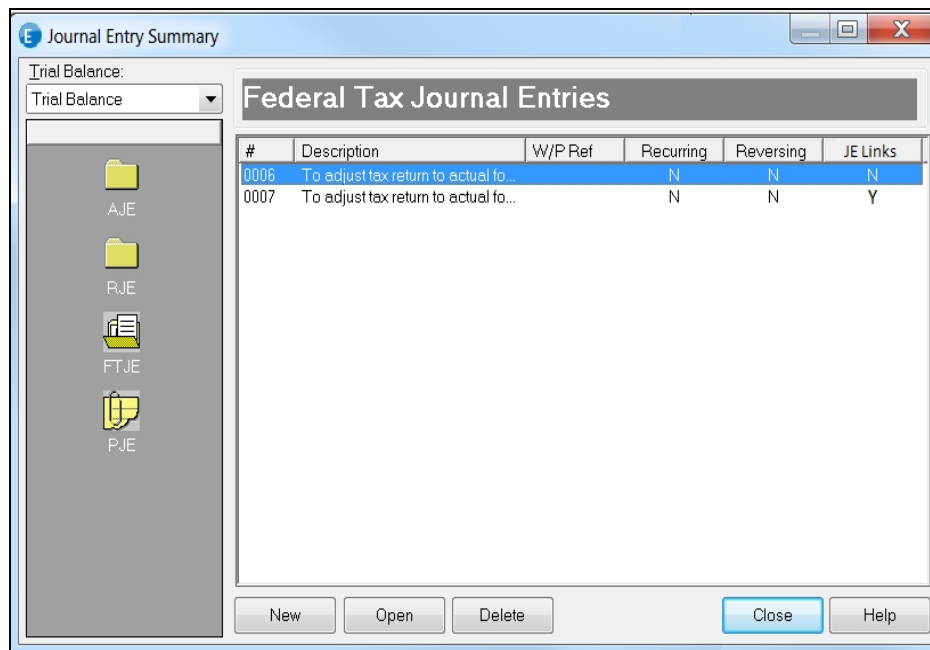 E Journal Entry Summary
X
Trial Balance:
Trial Balance
Federal Tax Journal Entries
# Description W/P Ref Recurring Reversing JE Links
0006 To adjust tax return to actual fo... N N N
0007 To adjust tax return to actual fo... N N Y
AJE
RJE
FTJE
PJE
New Open Delete Close Help